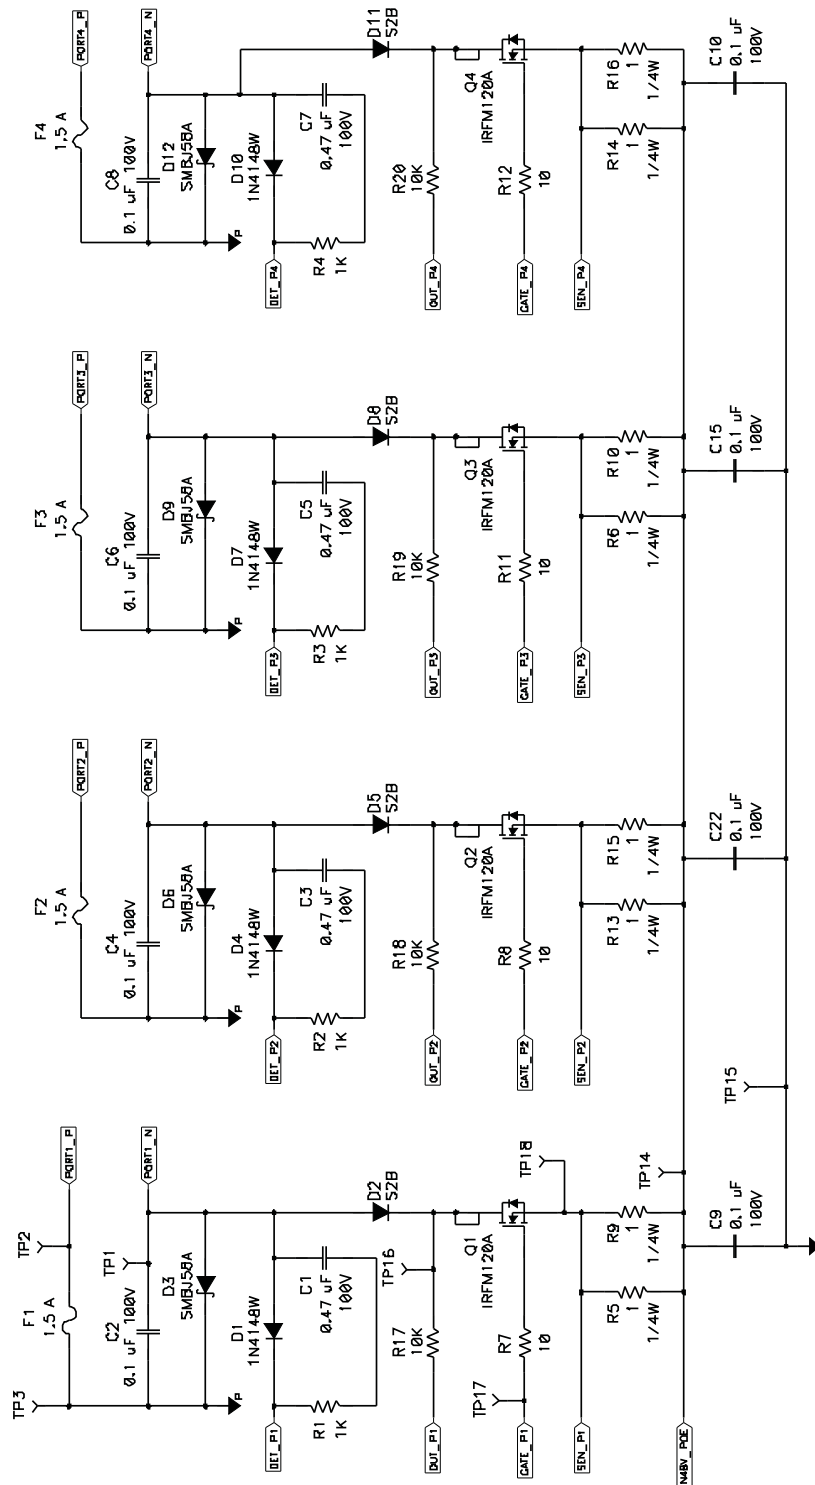 F4
1.5 A
PORT4_P
PORT4_N
C8
0.1 uF 100V
D12
SMBJ58A
D10
1N4148W
C7
0.47 uF
100V
P
R4
1K
DET_P4
D11
S2B
R20
10K
OUT_P4
Q4
IRFM120A
R12
10
GATE_P4
SEN_P4
R16
1
1/4W
R14
1
1/4W
C10
0.1 uF
100V
F3
1.5 A
PORT3_P
PORT3_N
C6
0.1 uF 100V
D9
SMBJ58A
D7
1N4148W
C5
0.47 uF
100V
P
R3
1K
DET_P3
D8
S2B
R19
10K
OUT_P3
Q3
IRFM120A
R11
10
GATE_P3
SEN_P3
R10
1
1/4W
R6
1
1/4W
C15
0.1 uF
100V
F2
1.5 A
PORT2_P
PORT2_N
C4
0.1 uF 100V
D6
SMBJ58A
D4
1N4148W
C3
0.47 uF
100V
P
R2
1K
DET_P2
D5
S2B
R18
10K
OUT_P2
Q2
IRFM120A
R8
10
GATE_P2
SEN_P2
R15
1
1/4W
R13
1
1/4W
C22
0.1 uF
100V
TP15
TP14
TP3
TP2
F1
1.5 A
PORT1_P
TP1
PORT1_N
C2
0.1 uF 100V
D3
SMBJ58A
D1
1N4148W
C1
0.47 uF
100V
P
R1
1K
DET_P1
D2
S2B
TP16
R17
10K
OUT_P1
Q1
IRFM120A
R7
10
TP17
GATE_P1
TP18
SEN_P1
R9
1
1/4W
R5
1
1/4W
C9
0.1 uF
100V
N48V_POE